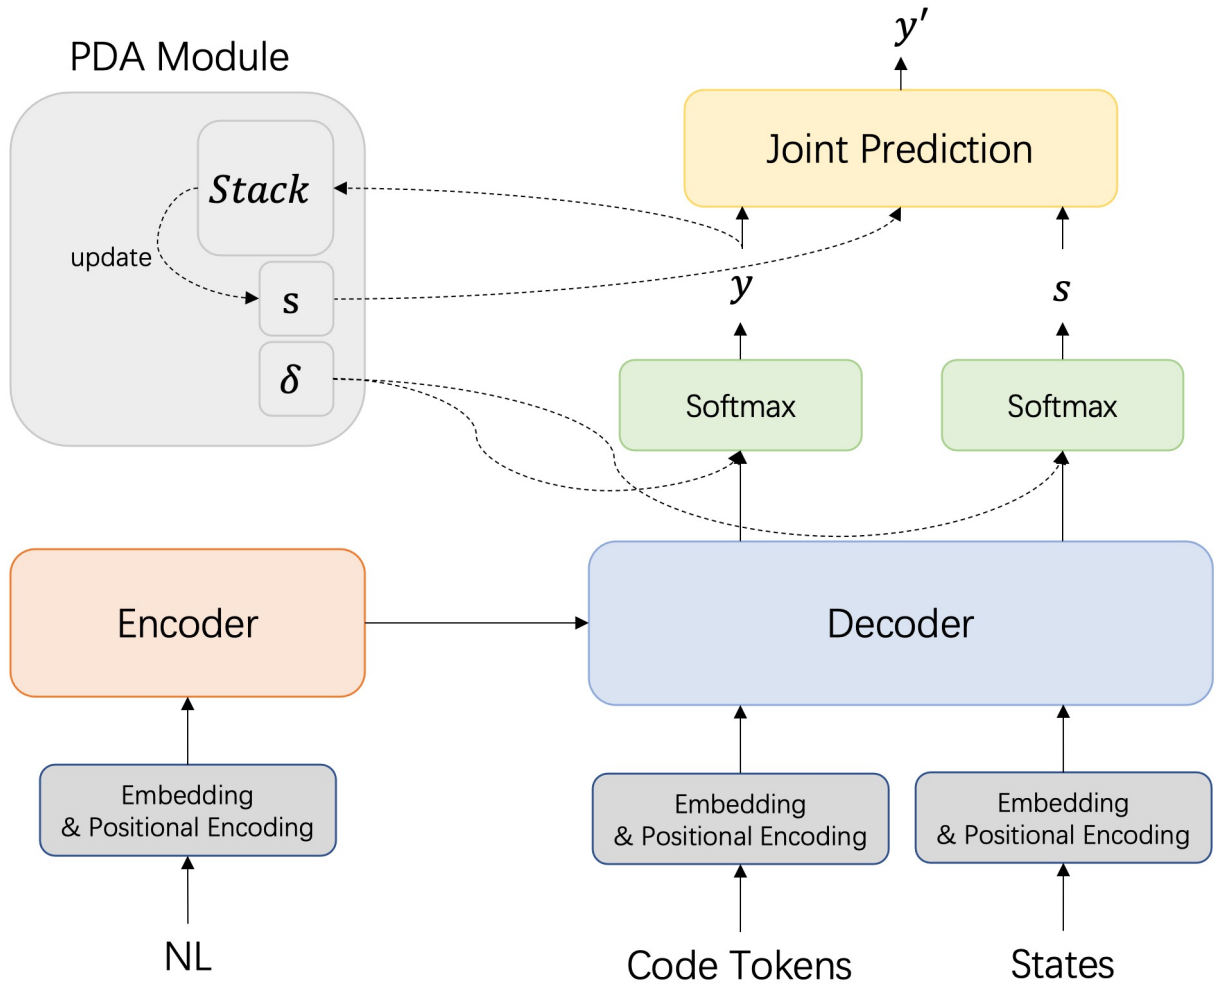 y′
PDA Module
Joint Prediction
Stack
update
s
y
s
δ
Softmax
Softmax
Encoder
Decoder
Embedding
& Positional Encoding
Embedding
& Positional Encoding
Embedding
& Positional Encoding
NL
Code Tokens
States